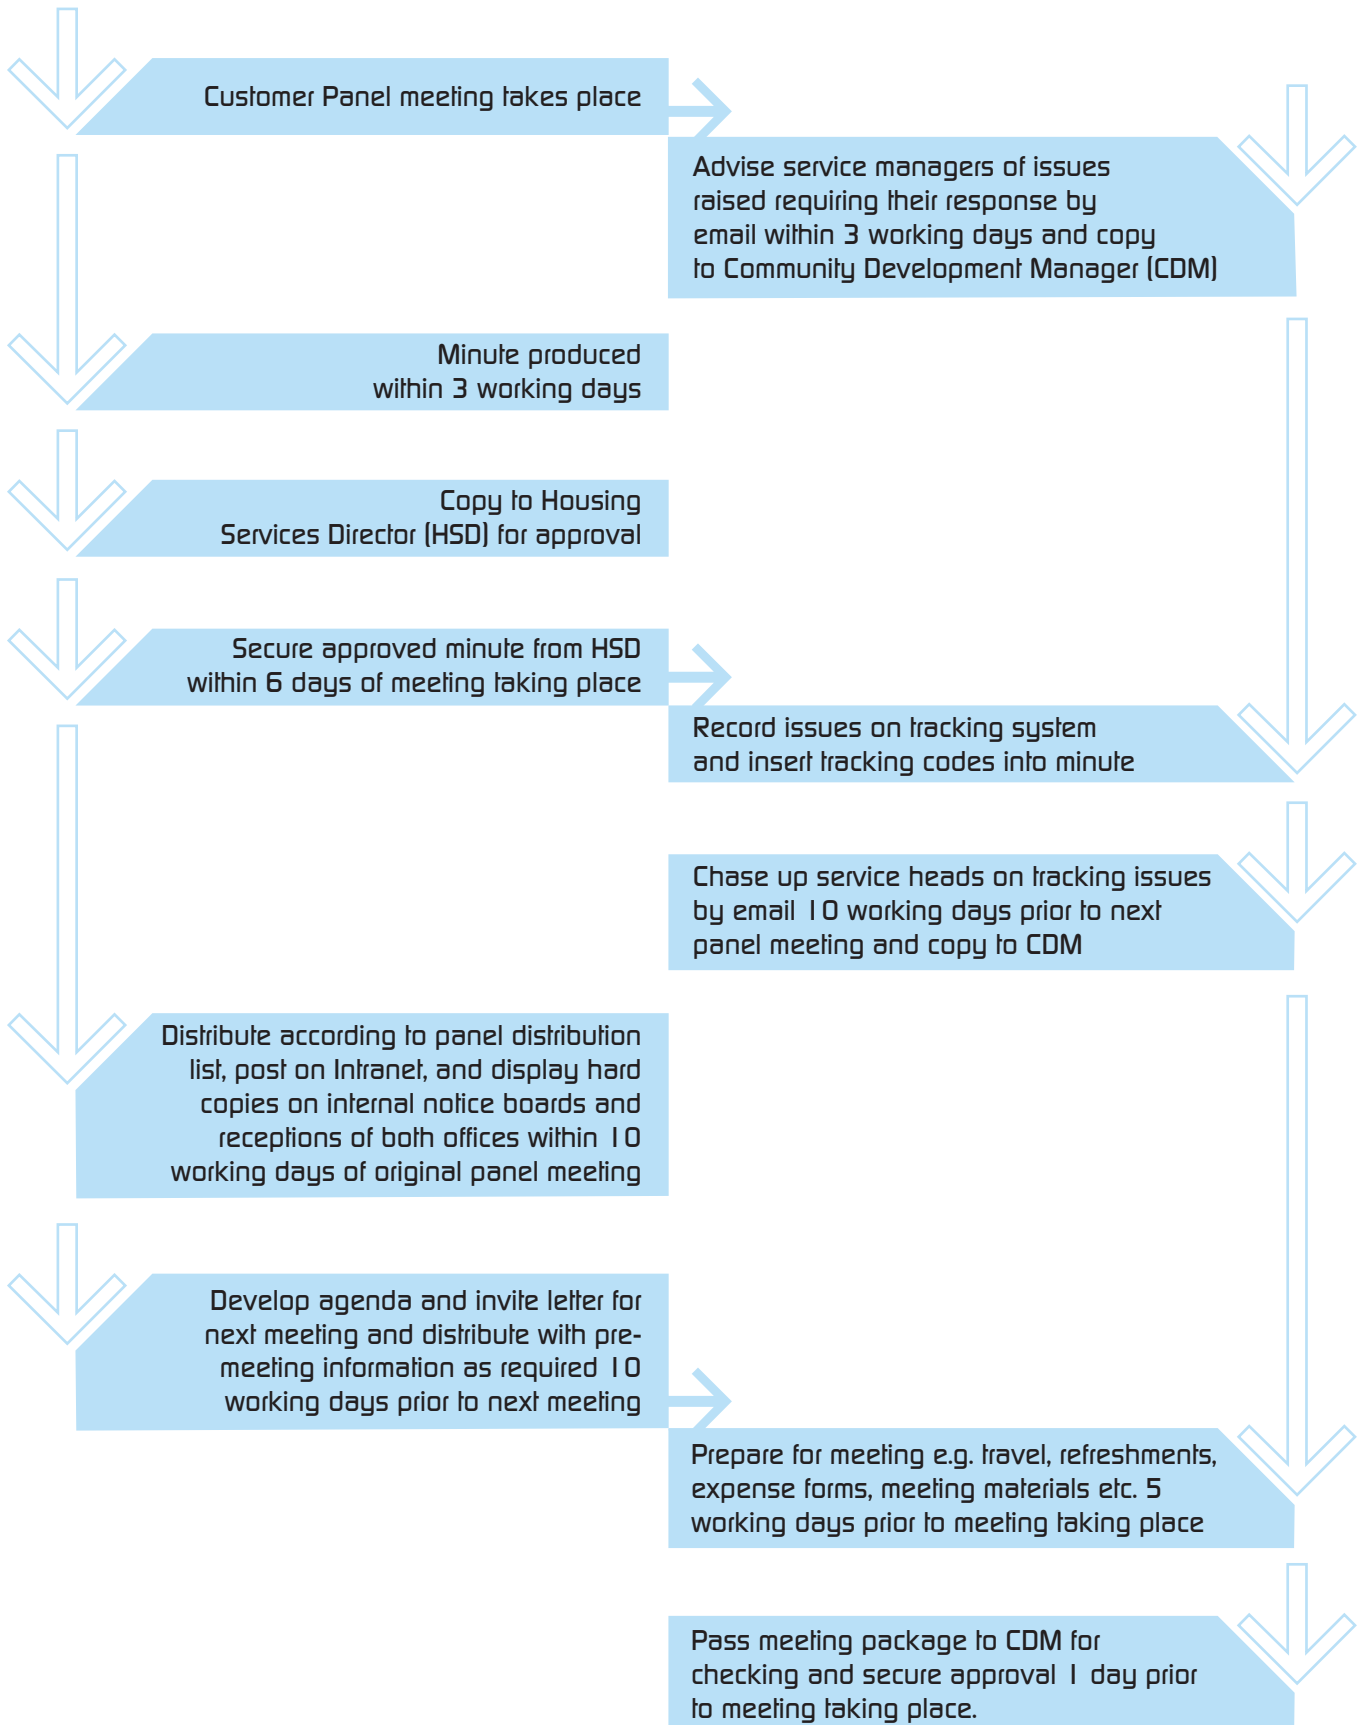 Customer Panel meeting takes place
Advise service managers of issues
raised requiring their response by
email within 3 working days and copy
to Community Development Manager (CDM)
Minute produced
within 3 working days
Copy to Housing
Services Director (HSD) for approval
Secure approved minute from HSD
within 6 days of meeting taking place
Record issues on tracking system
and insert tracking codes into minute
Chase up service heads on tracking issues
by email 10 working days prior to next
panel meeting and copy to CDM
Distribute according to panel distribution
list, post on Intranet, and display hard
copies on internal notice boards and
receptions of both offices within 10
working days of original panel meeting
Develop agenda and invite letter for
next meeting and distribute with pre-
meeting information as required 10
working days prior to next meeting
Prepare for meeting e.g. travel, refreshments,
expense forms, meeting materials etc. 5
working days prior to meeting taking place
Pass meeting package to CDM for
checking and secure approval 1 day prior
to meeting taking place.